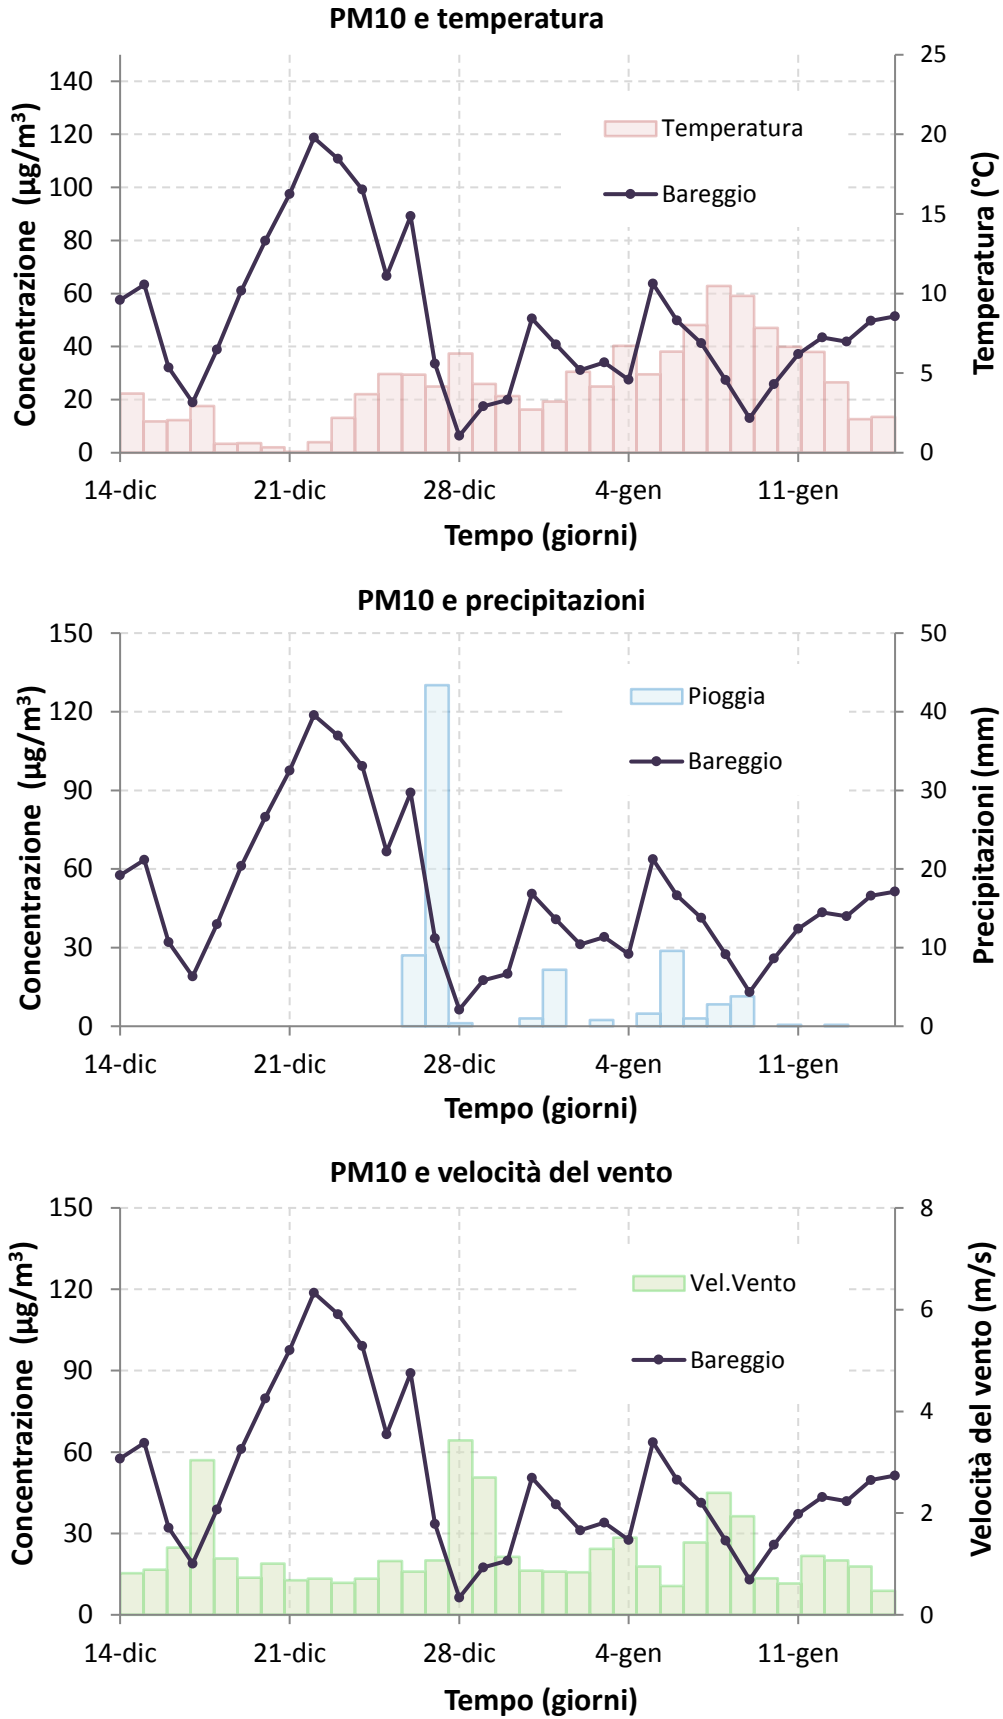 PM10 e temperatura
140
120
100
80
60
40
20
0
25
20
15
10
5
0
Concentrazione (µg/m³)
Temperatura (°C)
Temperatura
Bareggio
14-dic 21-dic 28-dic 4-gen 11-gen
Tempo (giorni)
PM10 e precipitazioni
150
120
90
60
30
0
50
40
30
20
10
0
Concentrazione (µg/m³)
Precipitazioni (mm)
Pioggia
Bareggio
14-dic 21-dic 28-dic 4-gen 11-gen
Tempo (giorni)
PM10 e velocità del vento
150
120
90
60
30
0
8
6
4
2
0
Concentrazione (µg/m³)
Velocità del vento (m/s)
Vel.Vento
Bareggio
14-dic 21-dic 28-dic 4-gen 11-gen
Tempo (giorni)